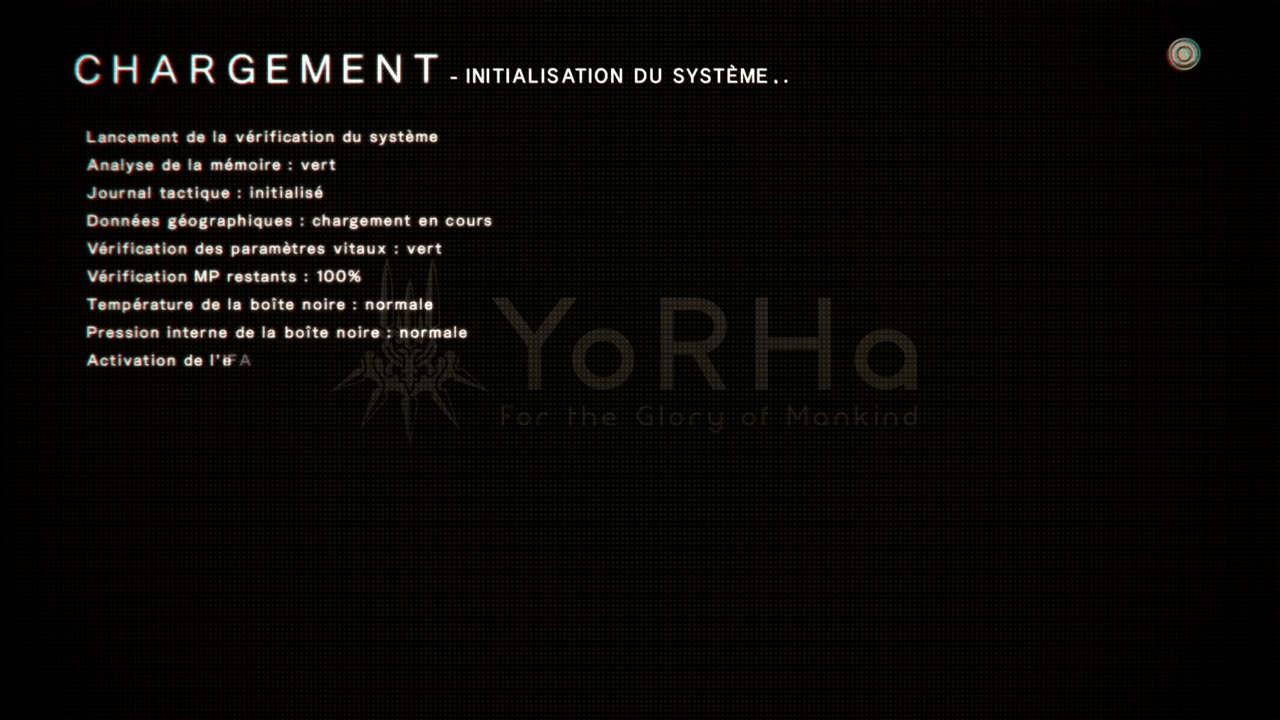 CHARGEMENT - INITIALISATION DU SYSTÈME..
Lancement de la vérification du système
Analyse de la mémoire : vert
Journal tactique : initialisé
Données géographiques : chargement en cours
Vérification des paramètres vitaux : vert
Vérification MP restants : 100%
Température de la boîte noire : normale
Pression interne de la boîte noire : normale
Activation de
YoRHa
For the Glory of Mankind